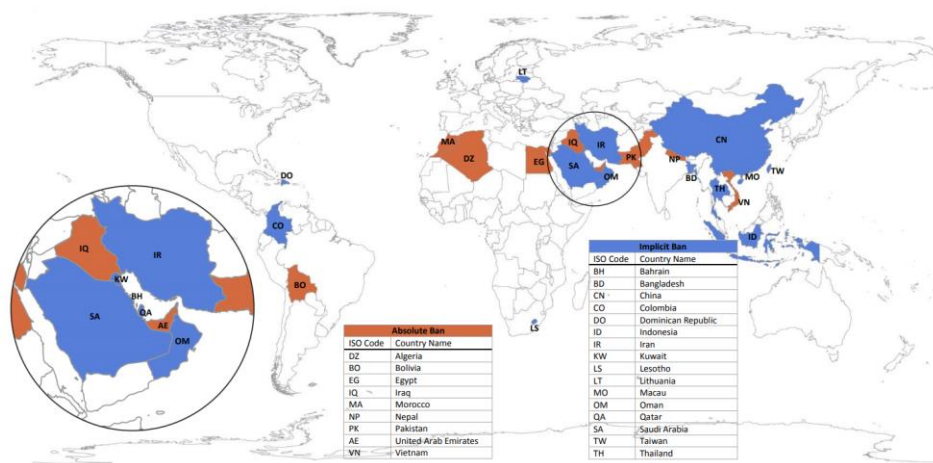 LT
MA
DZ
EG
IQ
IR
SA
OM
PK
NP
CN
BD
MO
TW
TH
VN
ID
LS
DO
CO
BO
IQ
IR
KW
BH
QA
SA
AE
OM
Absolute Ban
ISO Code Country Name
DZ Algeria
BO Bolivia
EG Egypt
IQ Iraq
MA Morocco
NP Nepal
PK Pakistan
AE United Arab Emirates
VN Vietnam
Implicit Ban
ISO Code Country Name
BH Bahrain
BD Bangladesh
CN China
CO Colombia
DO Dominican Republic
ID Indonesia
IR Iran
KW Kuwait
LS Lesotho
LT Lithuania
MO Macau
OM Oman
QA Qatar
SA Saudi Arabia
TW Taiwan
TH Thailand